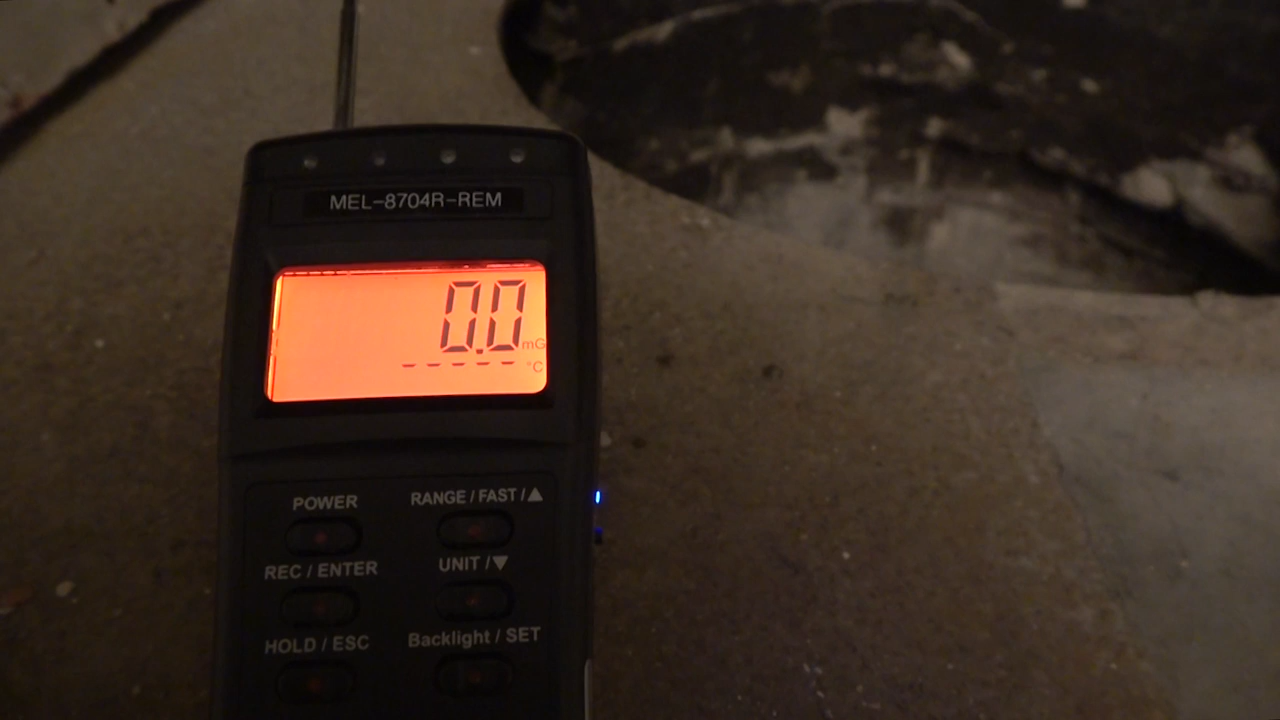 MEL-8704R-REM
0.0 mG
----- °C
POWER
RANGE / FAST / ▲
REC / ENTER
UNIT / ▼
HOLD / ESC
Backlight / SET